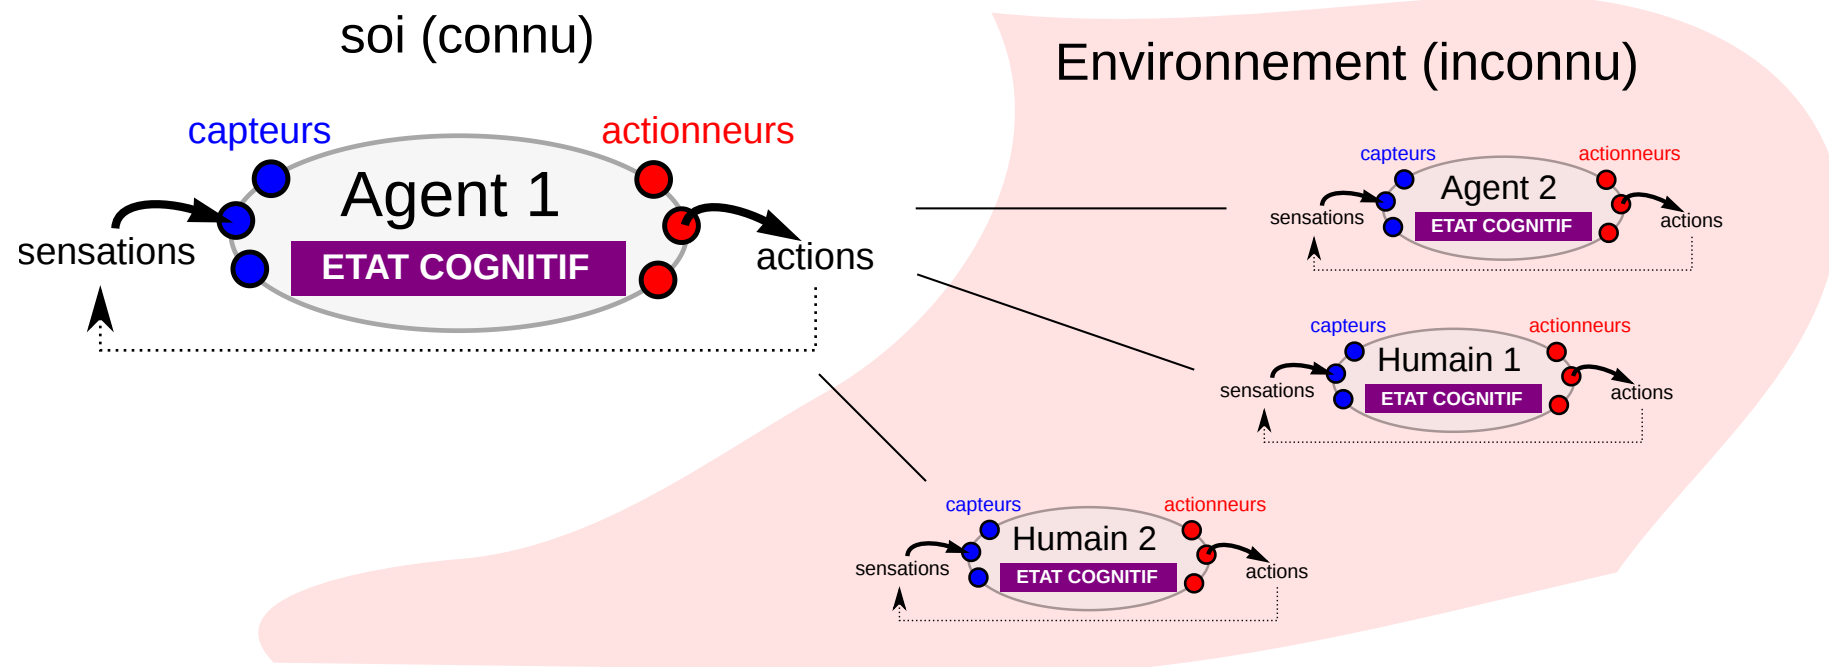 soi (connu)
Environnement (inconnu)
capteurs
actionneurs
Agent 1
sensations
ETAT COGNITIF
actions
capteurs
actionneurs
Agent 2
sensations
ETAT COGNITIF
actions
capteurs
actionneurs
Humain 1
sensations
ETAT COGNITIF
actions
capteurs
actionneurs
Humain 2
sensations
ETAT COGNITIF
actions